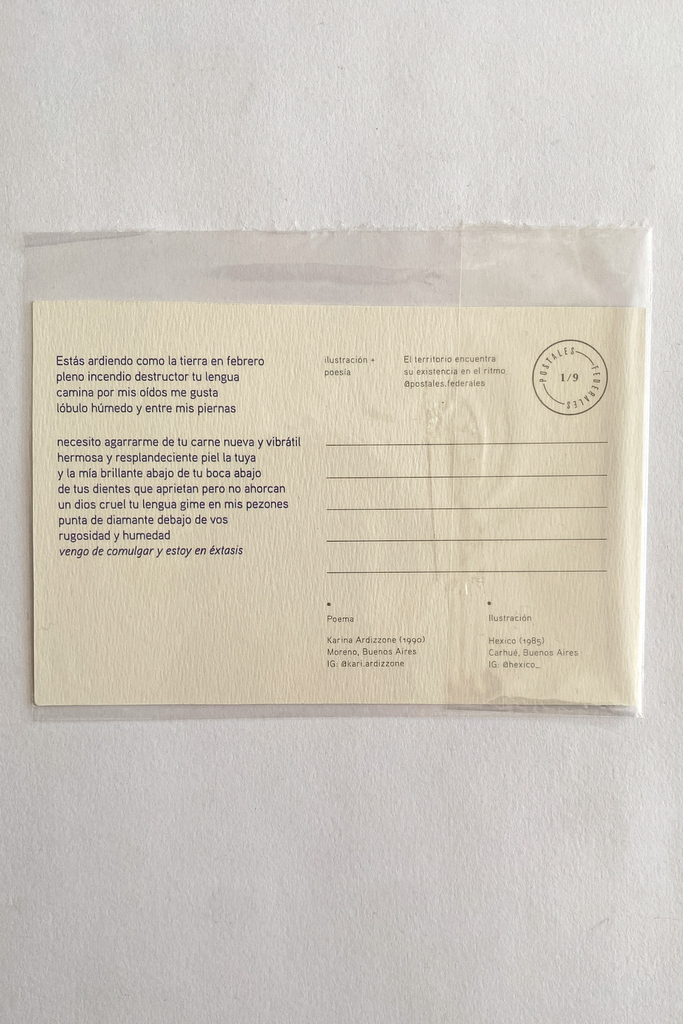 Estás ardiendo como la tierra en febrero
pleno incendio destructor tu lengua
camina por mis oídos me gusta
lóbulo húmedo y entre mis piernas
necesito agarrarme de tu carne nueva y vibrátil
hermosa y resplandeciente piel la tuya
y la mía brillante abajo de tu boca abajo
de tus dientes que aprietan pero no ahorcan
un dios cruel tu lengua gime en mis pezones
punta de diamante debajo de vos
rugosidad y humedad
vengo de comulgar y estoy en éxtasis
ilustración +
poesía
El territorio encuentra
su existencia en el ritmo
@postales.federales
POSTALES FEDERALES
1/9
Poema
Karina Ardizzone (1990)
Moreno, Buenos Aires
IG: @kari.ardizzone
Ilustración
Hexico (1985)
Carhué, Buenos Aires
IG: @hexico_